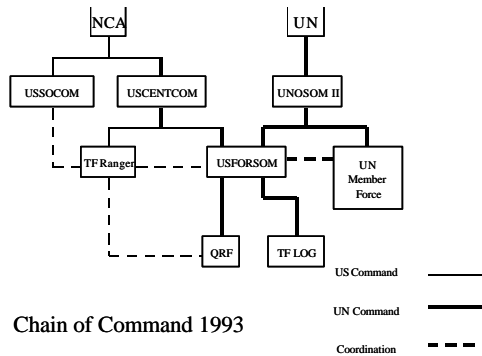 NCA
UN
USSOCOM
USCENTCOM
UNOSOM II
TF Ranger
USFORSOM
UN
Member
Force
QRF
TF LOG
US Command
UN Command
Chain of Command 1993
Coordination